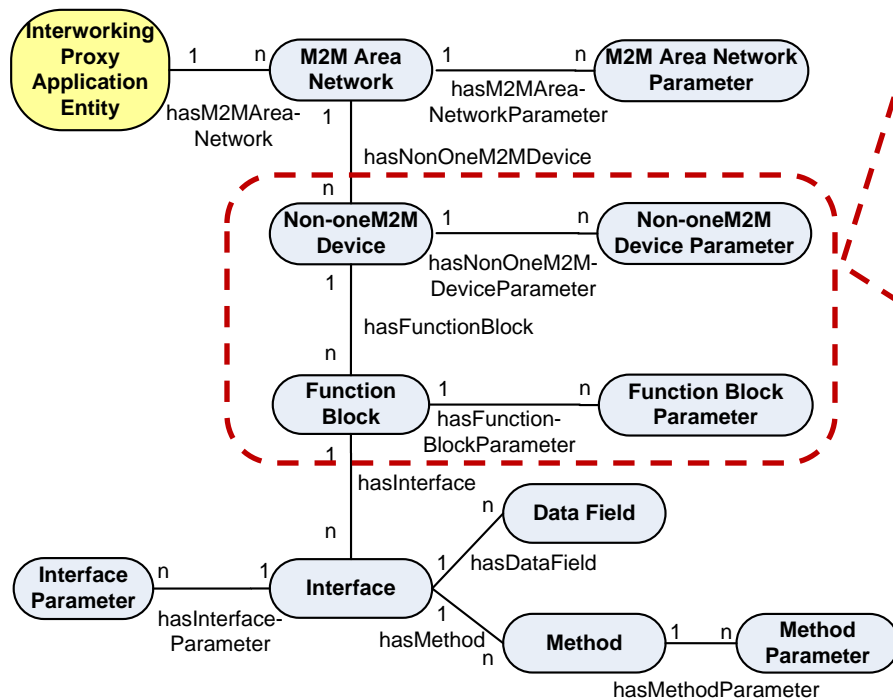 Interworking
Proxy
Application
Entity
1
n
M2M Area
Network
1
n
M2M Area Network
Parameter
hasM2MArea-
Network
hasM2MArea-
NetworkParameter
1
hasNonOneM2MDevice
n
Non-oneM2M
Device
1
n
Non-oneM2M
Device Parameter
hasNonOneM2M-
DeviceParameter
1
hasFunctionBlock
n
Function
Block
1
n
Function Block
Parameter
hasFunction-
BlockParameter
1
hasInterface
n
n
Data Field
1
hasDataField
Interface
Parameter
n
1
Interface
hasInterface-
Parameter
1
hasMethod
n
Method
1
n
Method
Parameter
hasMethodParameter